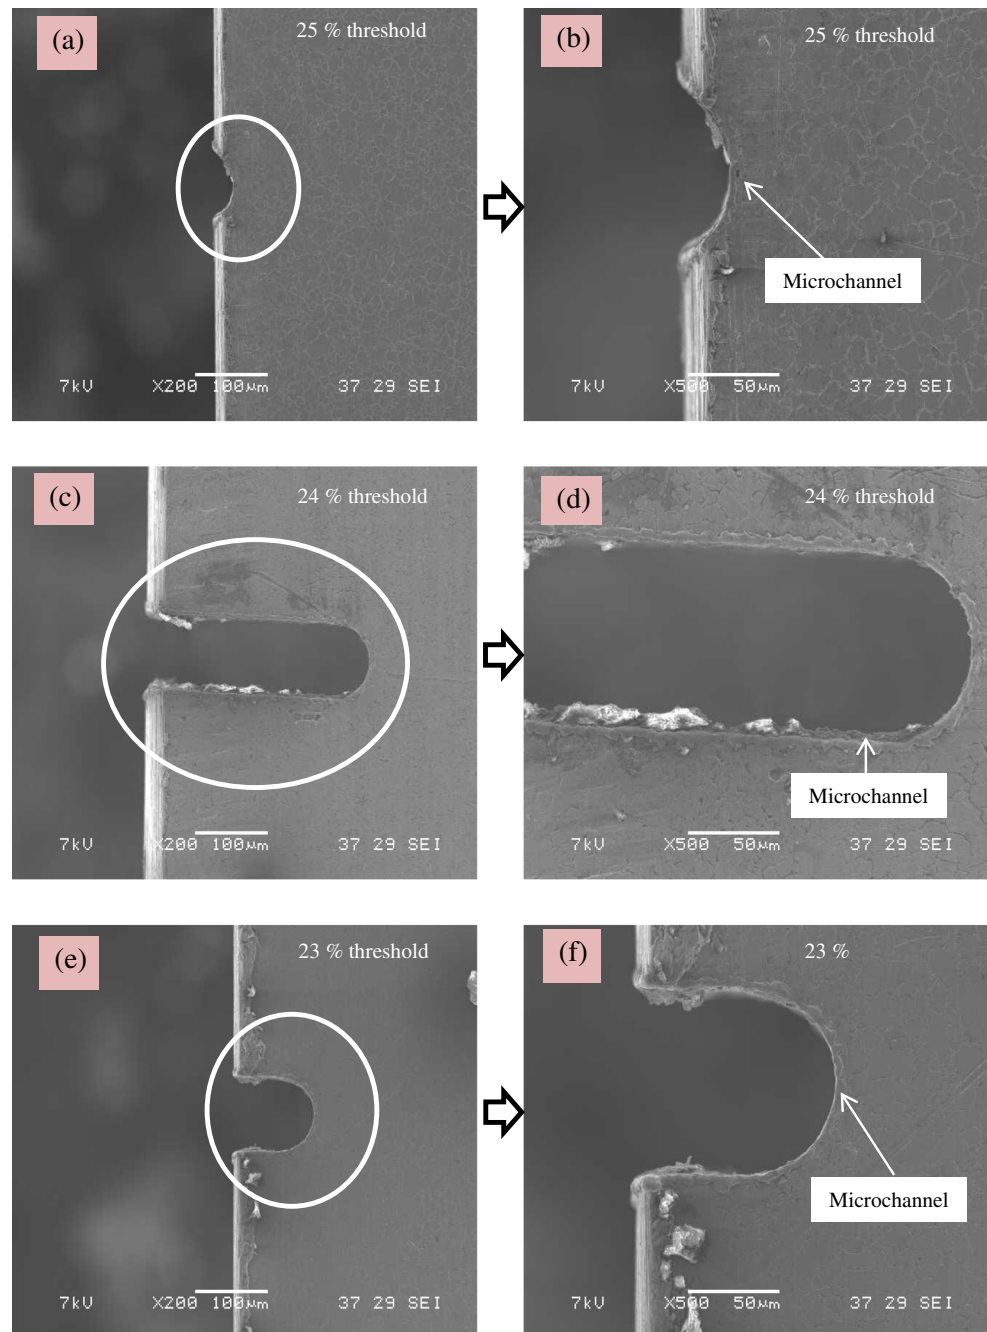 (a)
25 % threshold
7kV X200 100µm 37 29 SEI
(b)
25 % threshold
Microchannel
7kV X500 50µm 37 29 SEI
(c)
24 % threshold
7kV X200 100µm 37 29 SEI
(d)
24 % threshold
Microchannel
7kV X500 50µm 37 29 SEI
(e)
23 % threshold
7kV X200 100µm 37 29 SEI
(f)
23 %
Microchannel
7kV X500 50µm 37 29 SEI